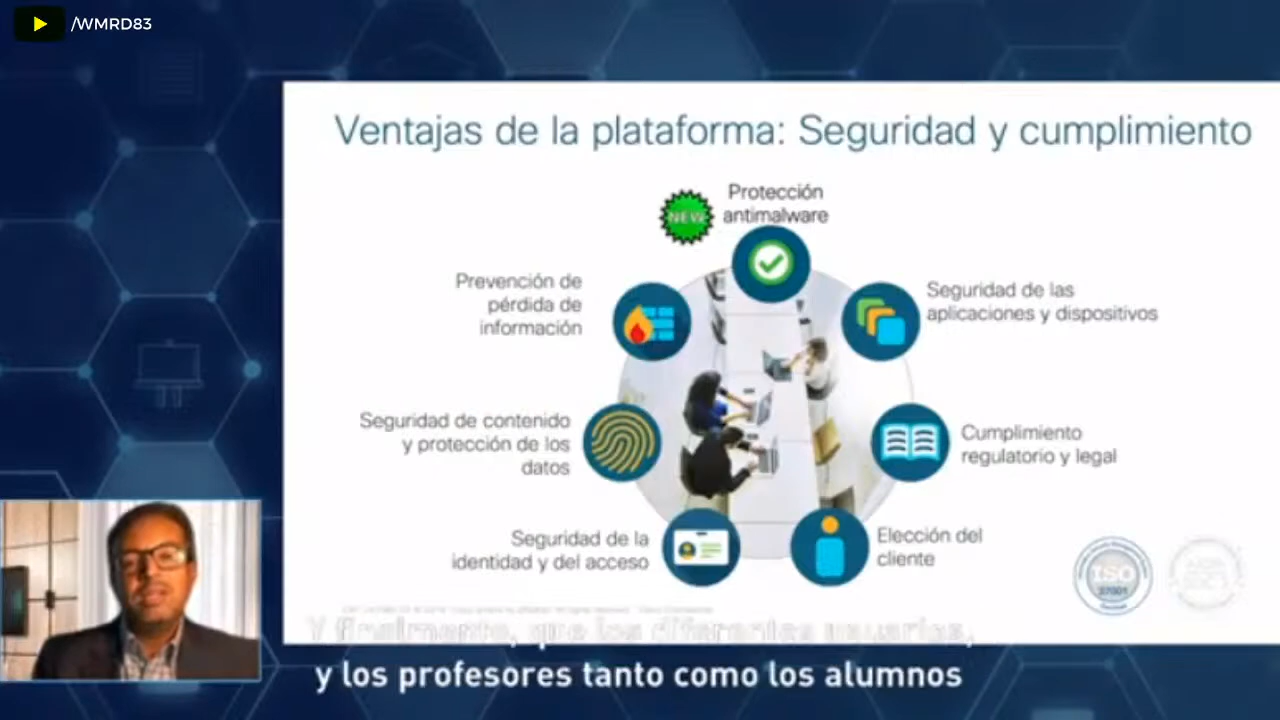 /WMRD83
Ventajas de la plataforma: Seguridad y cumplimiento
NEW
Protección
antimalware
Prevención de
pérdida de
información
Seguridad de las
aplicaciones y dispositivos
Seguridad de contenido
y protección de los
datos
Cumplimiento
regulatorio y legal
Seguridad de la
identidad y del acceso
Elección del
cliente
ISO
Y finalmente, que los diferentes usuarios,
y los profesores tanto como los alumnos